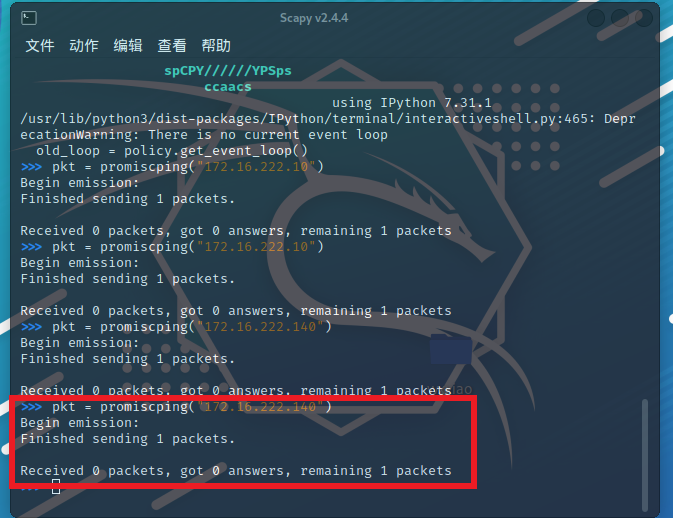 Scapy v2.4.4
文件 动作 编辑 查看 帮助
spCPY//////YPSps
ccaacs
using IPython 7.31.1
/usr/lib/python3/dist-packages/IPython/terminal/interactiveshell.py:465: Depr
ecationWarning: There is no current event loop
old_loop = policy.get_event_loop()
>>> pkt = promiscping("172.16.222.10")
Begin emission:
Finished sending 1 packets.
Received 0 packets, got 0 answers, remaining 1 packets
>>> pkt = promiscping("172.16.222.10")
Begin emission:
Finished sending 1 packets.
Received 0 packets, got 0 answers, remaining 1 packets
>>> pkt = promiscping("172.16.222.140")
Begin emission:
Finished sending 1 packets.
Received 0 packets, got 0 answers, remaining 1 packets
>>> pkt = promiscping("172.16.222.140")
Begin emission:
Finished sending 1 packets.
Received 0 packets, got 0 answers, remaining 1 packets
>>>